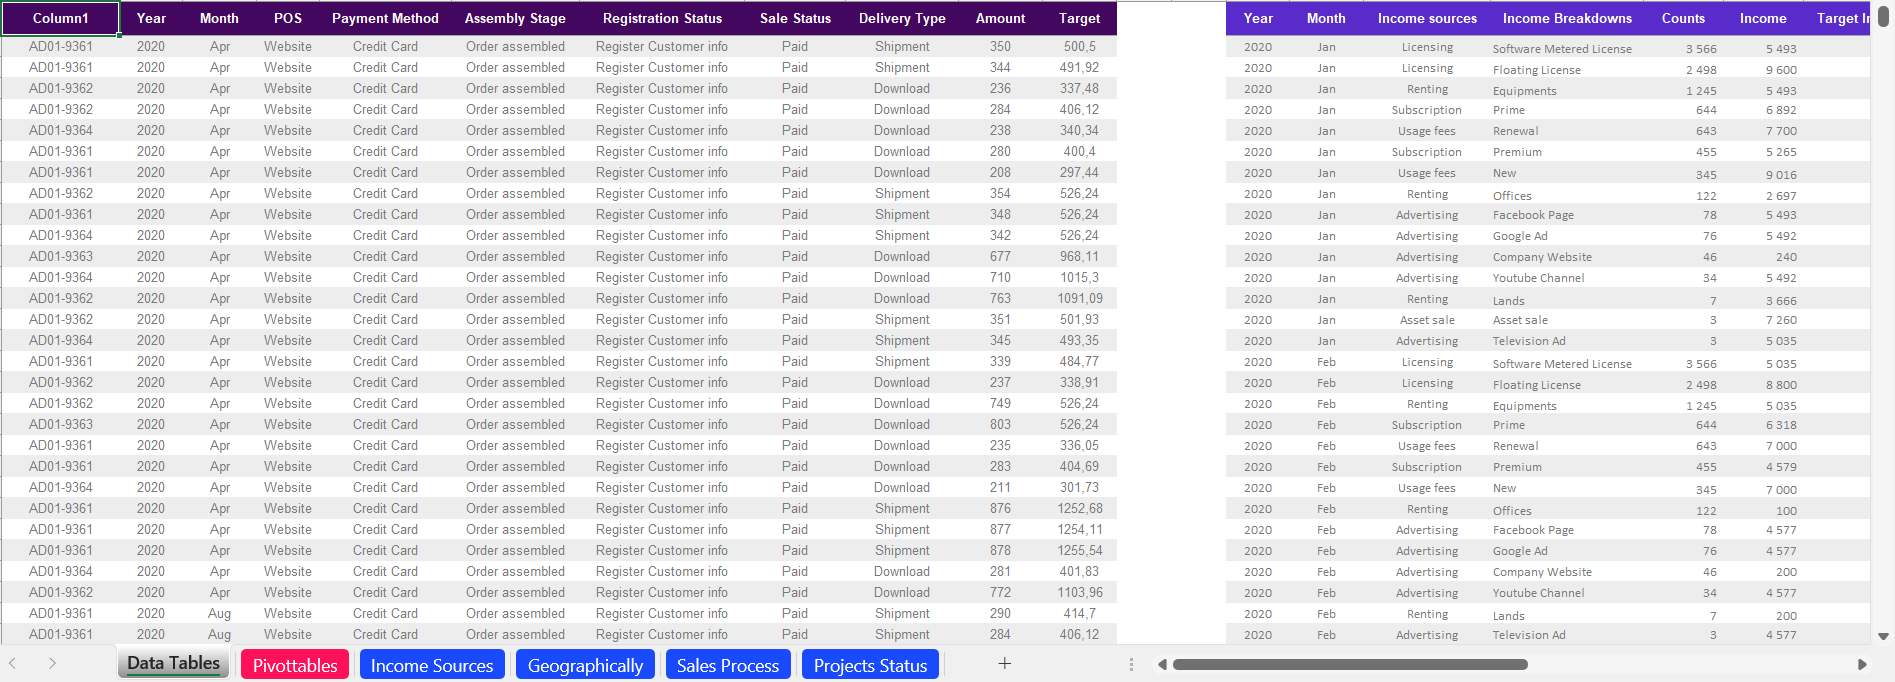 Column1 Year Month POS Payment Method Assembly Stage Registration Status Sale Status Delivery Type Amount Target Year Month Income sources Income Breakdowns Counts Income Target In
AD01-9361 2020 Apr Website Credit Card Order assembled Register Customer info Paid Shipment 350 500,5 2020 Jan Licensing Software Metered License 3 566 5 493
AD01-9361 2020 Apr Website Credit Card Order assembled Register Customer info Paid Shipment 344 491,92 2020 Jan Licensing Floating License 2 498 9 600
AD01-9362 2020 Apr Website Credit Card Order assembled Register Customer info Paid Download 236 337,48 2020 Jan Renting Equipments 1 245 5 493
AD01-9362 2020 Apr Website Credit Card Order assembled Register Customer info Paid Download 284 406,12 2020 Jan Subscription Prime 644 6 892
AD01-9364 2020 Apr Website Credit Card Order assembled Register Customer info Paid Download 238 340,34 2020 Jan Usage fees Renewal 643 7 700
AD01-9361 2020 Apr Website Credit Card Order assembled Register Customer info Paid Download 280 400,4 2020 Jan Subscription Premium 455 5 265
AD01-9361 2020 Apr Website Credit Card Order assembled Register Customer info Paid Download 208 297,44 2020 Jan Usage fees New 345 9 016
AD01-9362 2020 Apr Website Credit Card Order assembled Register Customer info Paid Shipment 354 526,24 2020 Jan Renting Offices 122 2 697
AD01-9361 2020 Apr Website Credit Card Order assembled Register Customer info Paid Shipment 348 526,24 2020 Jan Advertising Facebook Page 78 5 493
AD01-9364 2020 Apr Website Credit Card Order assembled Register Customer info Paid Shipment 342 526,24 2020 Jan Advertising Google Ad 76 5 492
AD01-9363 2020 Apr Website Credit Card Order assembled Register Customer info Paid Download 677 968,11 2020 Jan Advertising Company Website 46 240
AD01-9364 2020 Apr Website Credit Card Order assembled Register Customer info Paid Download 710 1015,3 2020 Jan Advertising Youtube Channel 34 5 492
AD01-9362 2020 Apr Website Credit Card Order assembled Register Customer info Paid Download 763 1091,09 2020 Jan Renting Lands 7 3 666
AD01-9362 2020 Apr Website Credit Card Order assembled Register Customer info Paid Shipment 351 501,93 2020 Jan Asset sale Asset sale 3 7 260
AD01-9364 2020 Apr Website Credit Card Order assembled Register Customer info Paid Shipment 345 493,35 2020 Jan Advertising Television Ad 3 5 035
AD01-9361 2020 Apr Website Credit Card Order assembled Register Customer info Paid Shipment 339 484,77 2020 Feb Licensing Software Metered License 3 566 5 035
AD01-9362 2020 Apr Website Credit Card Order assembled Register Customer info Paid Download 237 338,91 2020 Feb Licensing Floating License 2 498 8 800
AD01-9362 2020 Apr Website Credit Card Order assembled Register Customer info Paid Download 749 526,24 2020 Feb Renting Equipments 1 245 5 035
AD01-9363 2020 Apr Website Credit Card Order assembled Register Customer info Paid Download 803 526,24 2020 Feb Subscription Prime 644 6 318
AD01-9361 2020 Apr Website Credit Card Order assembled Register Customer info Paid Download 235 336,05 2020 Feb Usage fees Renewal 643 7 000
AD01-9361 2020 Apr Website Credit Card Order assembled Register Customer info Paid Download 283 404,69 2020 Feb Subscription Premium 455 4 579
AD01-9364 2020 Apr Website Credit Card Order assembled Register Customer info Paid Download 211 301,73 2020 Feb Usage fees New 345 7 000
AD01-9361 2020 Apr Website Credit Card Order assembled Register Customer info Paid Shipment 876 1252,68 2020 Feb Renting Offices 122 100
AD01-9361 2020 Apr Website Credit Card Order assembled Register Customer info Paid Shipment 877 1254,11 2020 Feb Advertising Facebook Page 78 4 577
AD01-9361 2020 Apr Website Credit Card Order assembled Register Customer info Paid Shipment 878 1255,54 2020 Feb Advertising Google Ad 76 4 577
AD01-9364 2020 Apr Website Credit Card Order assembled Register Customer info Paid Download 281 401,83 2020 Feb Advertising Company Website 46 200
AD01-9362 2020 Apr Website Credit Card Order assembled Register Customer info Paid Download 772 1103,96 2020 Feb Advertising Youtube Channel 34 4 577
AD01-9361 2020 Aug Website Credit Card Order assembled Register Customer info Paid Shipment 290 414,7 2020 Feb Renting Lands 7 200
AD01-9361 2020 Aug Website Credit Card Order assembled Register Customer info Paid Shipment 284 406,12 2020 Feb Advertising Television Ad 3 4 577
Data Tables Pivottables Income Sources Geographically Sales Process Projects Status